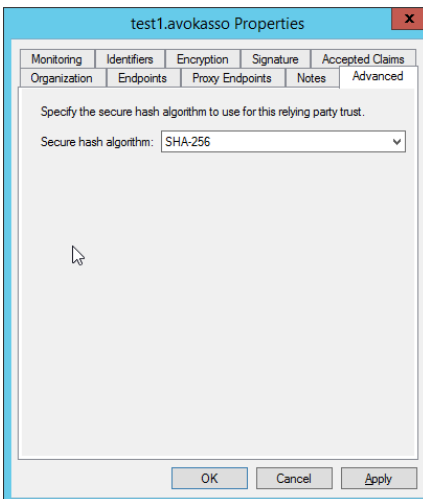 test1.avokasso Properties
x
Monitoring Identifiers Encryption Signature Accepted Claims
Organization Endpoints Proxy Endpoints Notes Advanced
Specify the secure hash algorithm to use for this relying party trust.
Secure hash algorithm: SHA-256
OK Cancel Apply